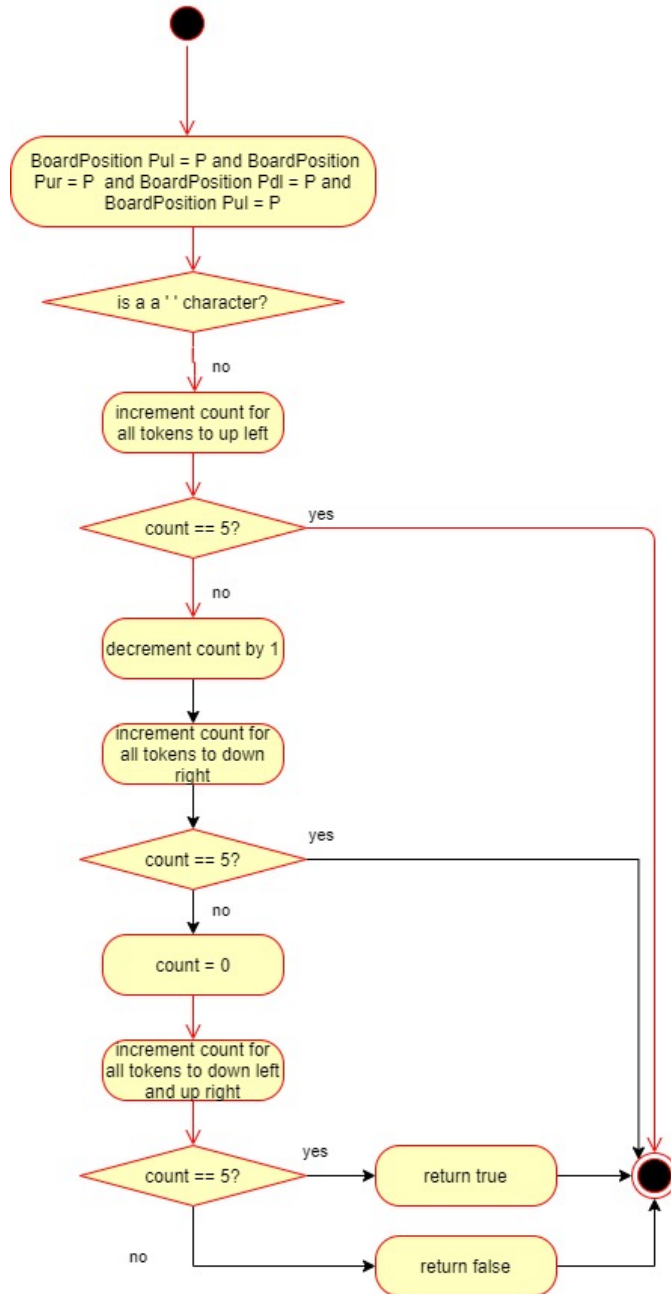 BoardPosition Pul = P and BoardPosition
Pur = P and BoardPosition Pdl = P and
BoardPosition Pul = P
is a a ' ' character?
no
increment count for
all tokens to up left
count == 5?
yes
no
decrement count by 1
increment count for
all tokens to down
right
count == 5?
yes
no
count = 0
increment count for
all tokens to down left
and up right
count == 5?
yes
return true
no
return false